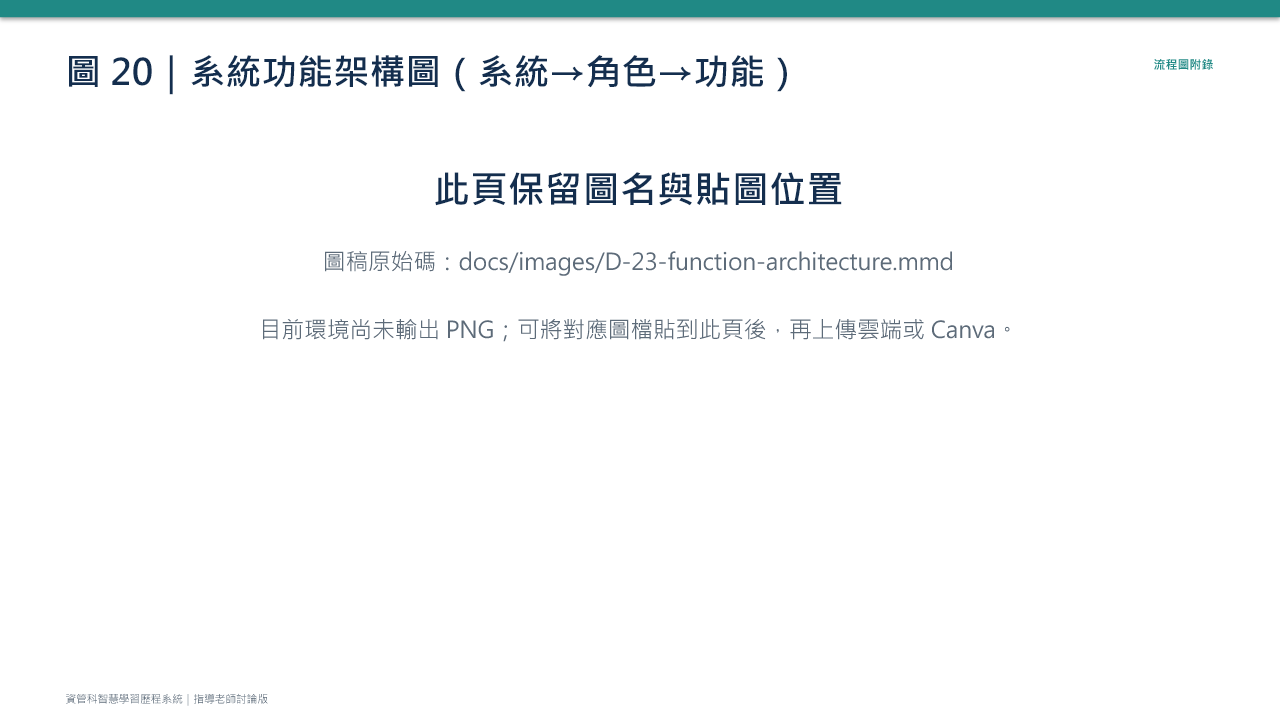 圖 20｜系統功能架構圖（系統→角色→功能）
流程圖附錄
此頁保留圖名與貼圖位置
圖稿原始碼：docs/images/D-23-function-architecture.mmd
目前環境尚未輸出 PNG；可將對應圖檔貼到此頁後，再上傳雲端或 Canva。
資管科智慧學習歷程系統｜指導老師討論版